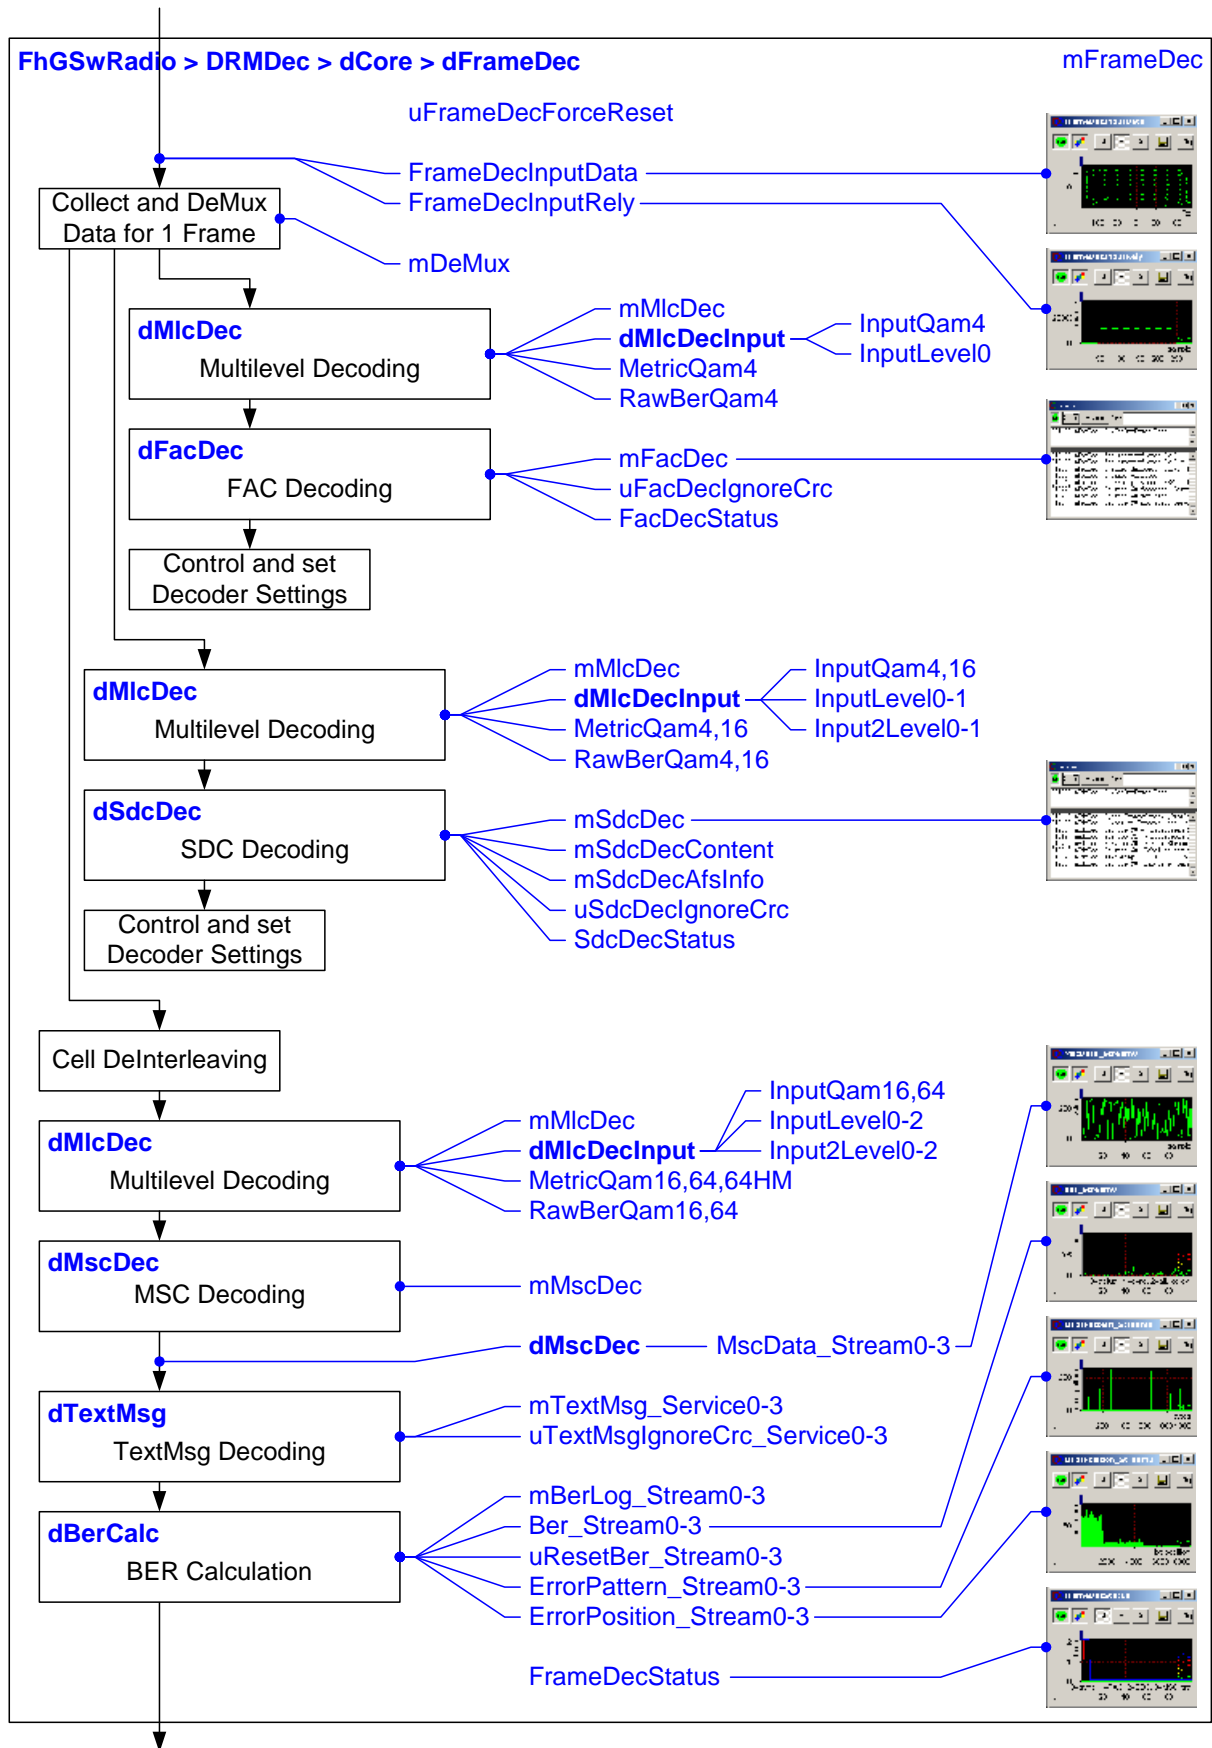 FhGSwRadio > DRMDec > dCore > dFrameDec
mFrameDec
uFrameDecForceReset
FrameDecInputData
FrameDecInputRely
Collect and DeMux
Data for 1 Frame
mDeMux
dMlcDec
Multilevel Decoding
mMlcDec
dMlcDecInput
MetricQam4
RawBerQam4
InputQam4
InputLevel0
dFacDec
FAC Decoding
mFacDec
uFacDecIgnoreCrc
FacDecStatus
Control and set
Decoder Settings
dMlcDec
Multilevel Decoding
mMlcDec
dMlcDecInput
MetricQam4,16
RawBerQam4,16
InputQam4,16
InputLevel0-1
Input2Level0-1
dSdcDec
SDC Decoding
mSdcDec
mSdcDecContent
mSdcDecAfsInfo
uSdcDecIgnoreCrc
SdcDecStatus
Control and set
Decoder Settings
Cell DeInterleaving
dMlcDec
Multilevel Decoding
mMlcDec
dMlcDecInput
MetricQam16,64,64HM
RawBerQam16,64
InputQam16,64
InputLevel0-2
Input2Level0-2
dMscDec
MSC Decoding
mMscDec
dMscDec
MscData_Stream0-3
dTextMsg
TextMsg Decoding
mTextMsg_Service0-3
uTextMsgIgnoreCrc_Service0-3
dBerCalc
BER Calculation
mBerLog_Stream0-3
Ber_Stream0-3
uResetBer_Stream0-3
ErrorPattern_Stream0-3
ErrorPosition_Stream0-3
FrameDecStatus